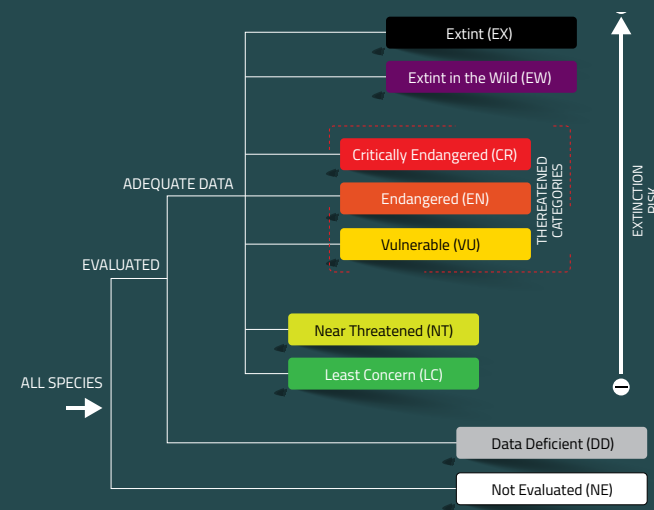 Extint (EX)
Extint in the Wild (EW)
Critically Endangered (CR)
ADEQUATE DATA
Endangered (EN)
THEREATENED
CATEGORIES
EXTINCTION
RISK
Vulnerable (VU)
EVALUATED
Near Threatened (NT)
Least Concern (LC)
ALL SPECIES
Data Deficient (DD)
Not Evaluated (NE)